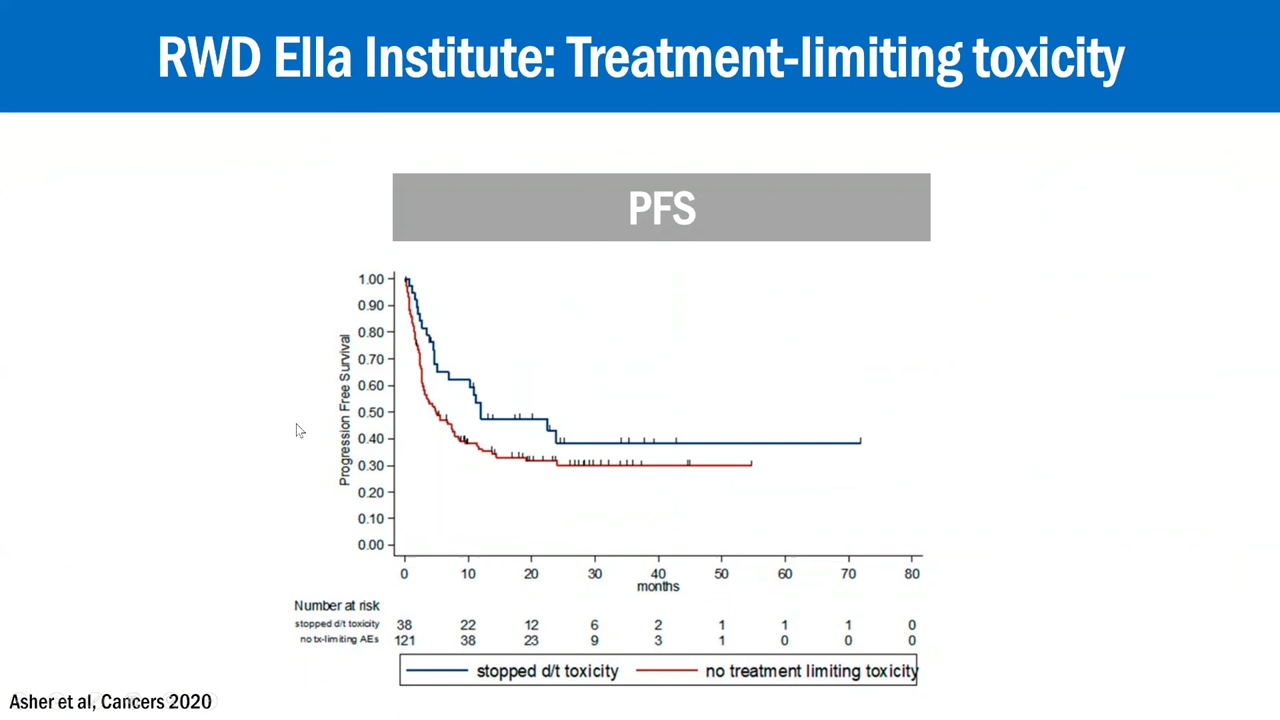 RWD Ella Institute: Treatment-limiting toxicity
PFS
Progression Free Survival
1.00
0.90
0.80
0.70
0.60
0.50
0.40
0.30
0.20
0.10
0.00
0 10 20 30 40 50 60 70 80
months
Number at risk
stopped d/t toxicity 38 22 12 6 2 1 1 1 0
no tx-limiting AEs 121 38 23 9 3 1 0 0 0
stopped d/t toxicity no treatment limiting toxicity
Asher et al, Cancers 2020